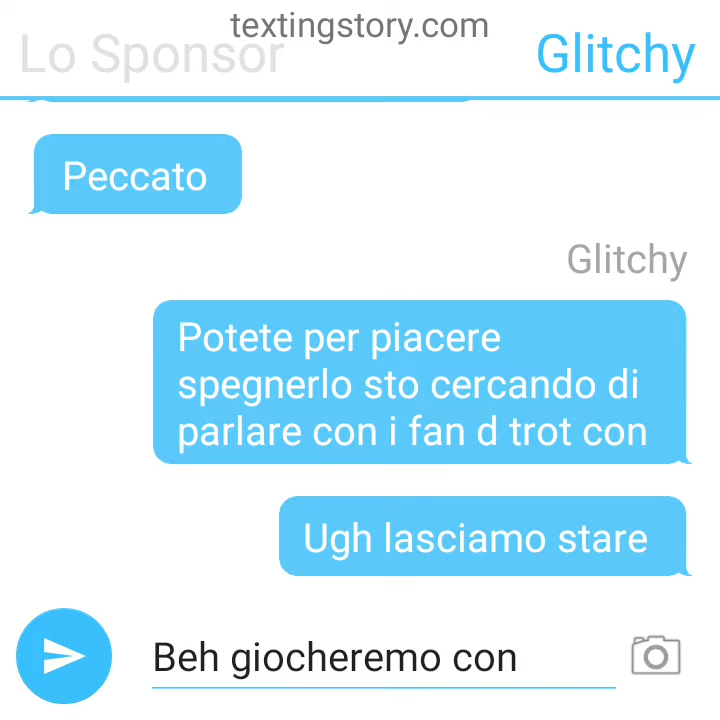 textingstory.com
Lo Sponsor
Glitchy
Peccato
Glitchy
Potete per piacere
spegnerlo sto cercando di
parlare con i fan d trot con
Ugh lasciamo stare
Beh giocheremo con